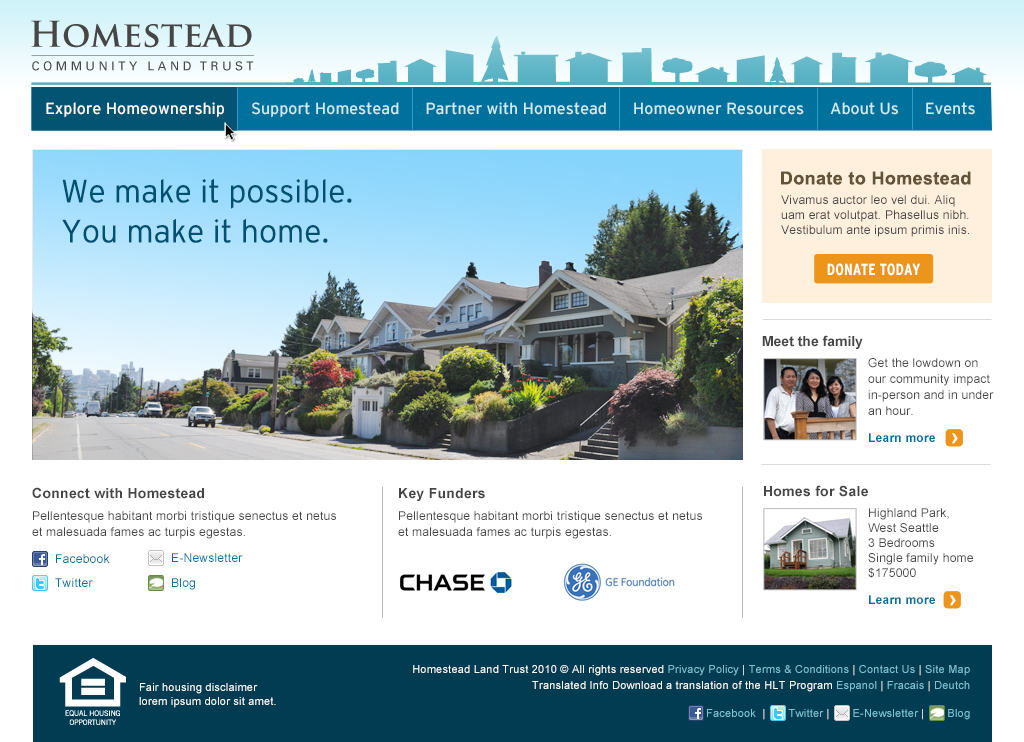 HOMESTEAD
COMMUNITY LAND TRUST
Explore Homeownership
Support Homestead
Partner with Homestead
Homeowner Resources
About Us
Events
We make it possible.
You make it home.
Donate to Homestead
Vivamus auctor leo vel dui. Aliq
uam erat volutpat. Phasellus nibh.
Vestibulum ante ipsum primis inis.
DONATE TODAY
Meet the family
Get the lowdown on
our community impact
in-person and in under
an hour.
Learn more
Connect with Homestead
Pellentesque habitant morbi tristique senectus et netus
et malesuada fames ac turpis egestas.
Facebook
E-Newsletter
Twitter
Blog
Key Funders
Pellentesque habitant morbi tristique senectus et netus
et malesuada fames ac turpis egestas.
CHASE
GE Foundation
Homes for Sale
Highland Park,
West Seattle
3 Bedrooms
Single family home
$175000
Learn more
EQUAL HOUSING
OPPORTUNITY
Fair housing disclaimer
lorem ipsum dolor sit amet.
Homestead Land Trust 2010 © All rights reserved Privacy Policy | Terms & Conditions | Contact Us | Site Map
Translated Info Download a translation of the HLT Program Espanol | Fracais | Deutch
Facebook | Twitter | E-Newsletter | Blog